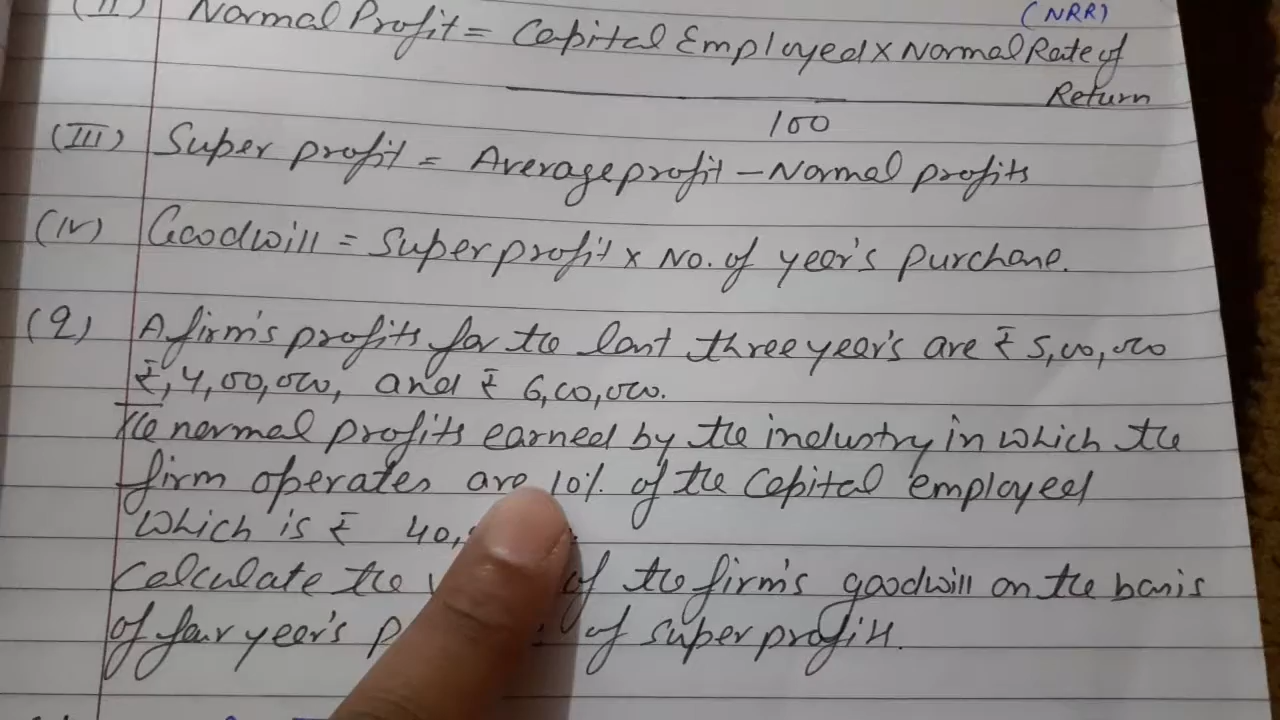 (II) Normal Profit = Capital Employed x Normal Rate of
(NRR)
Return
100
(III) Super profit = Average profit - Normal profits
(IV) Goodwill = Super profit x No. of year's purchase.
(Q) A firm's profits for the last three year's are ₹ 5,00,000
₹, 4,00,000, and ₹ 6,00,000.
The normal profits earned by the industry in which the
firm operates are 10% of the Capital employed
which is ₹ 40,
Calculate the of the firm's goodwill on the basis
of four year's of super profit.